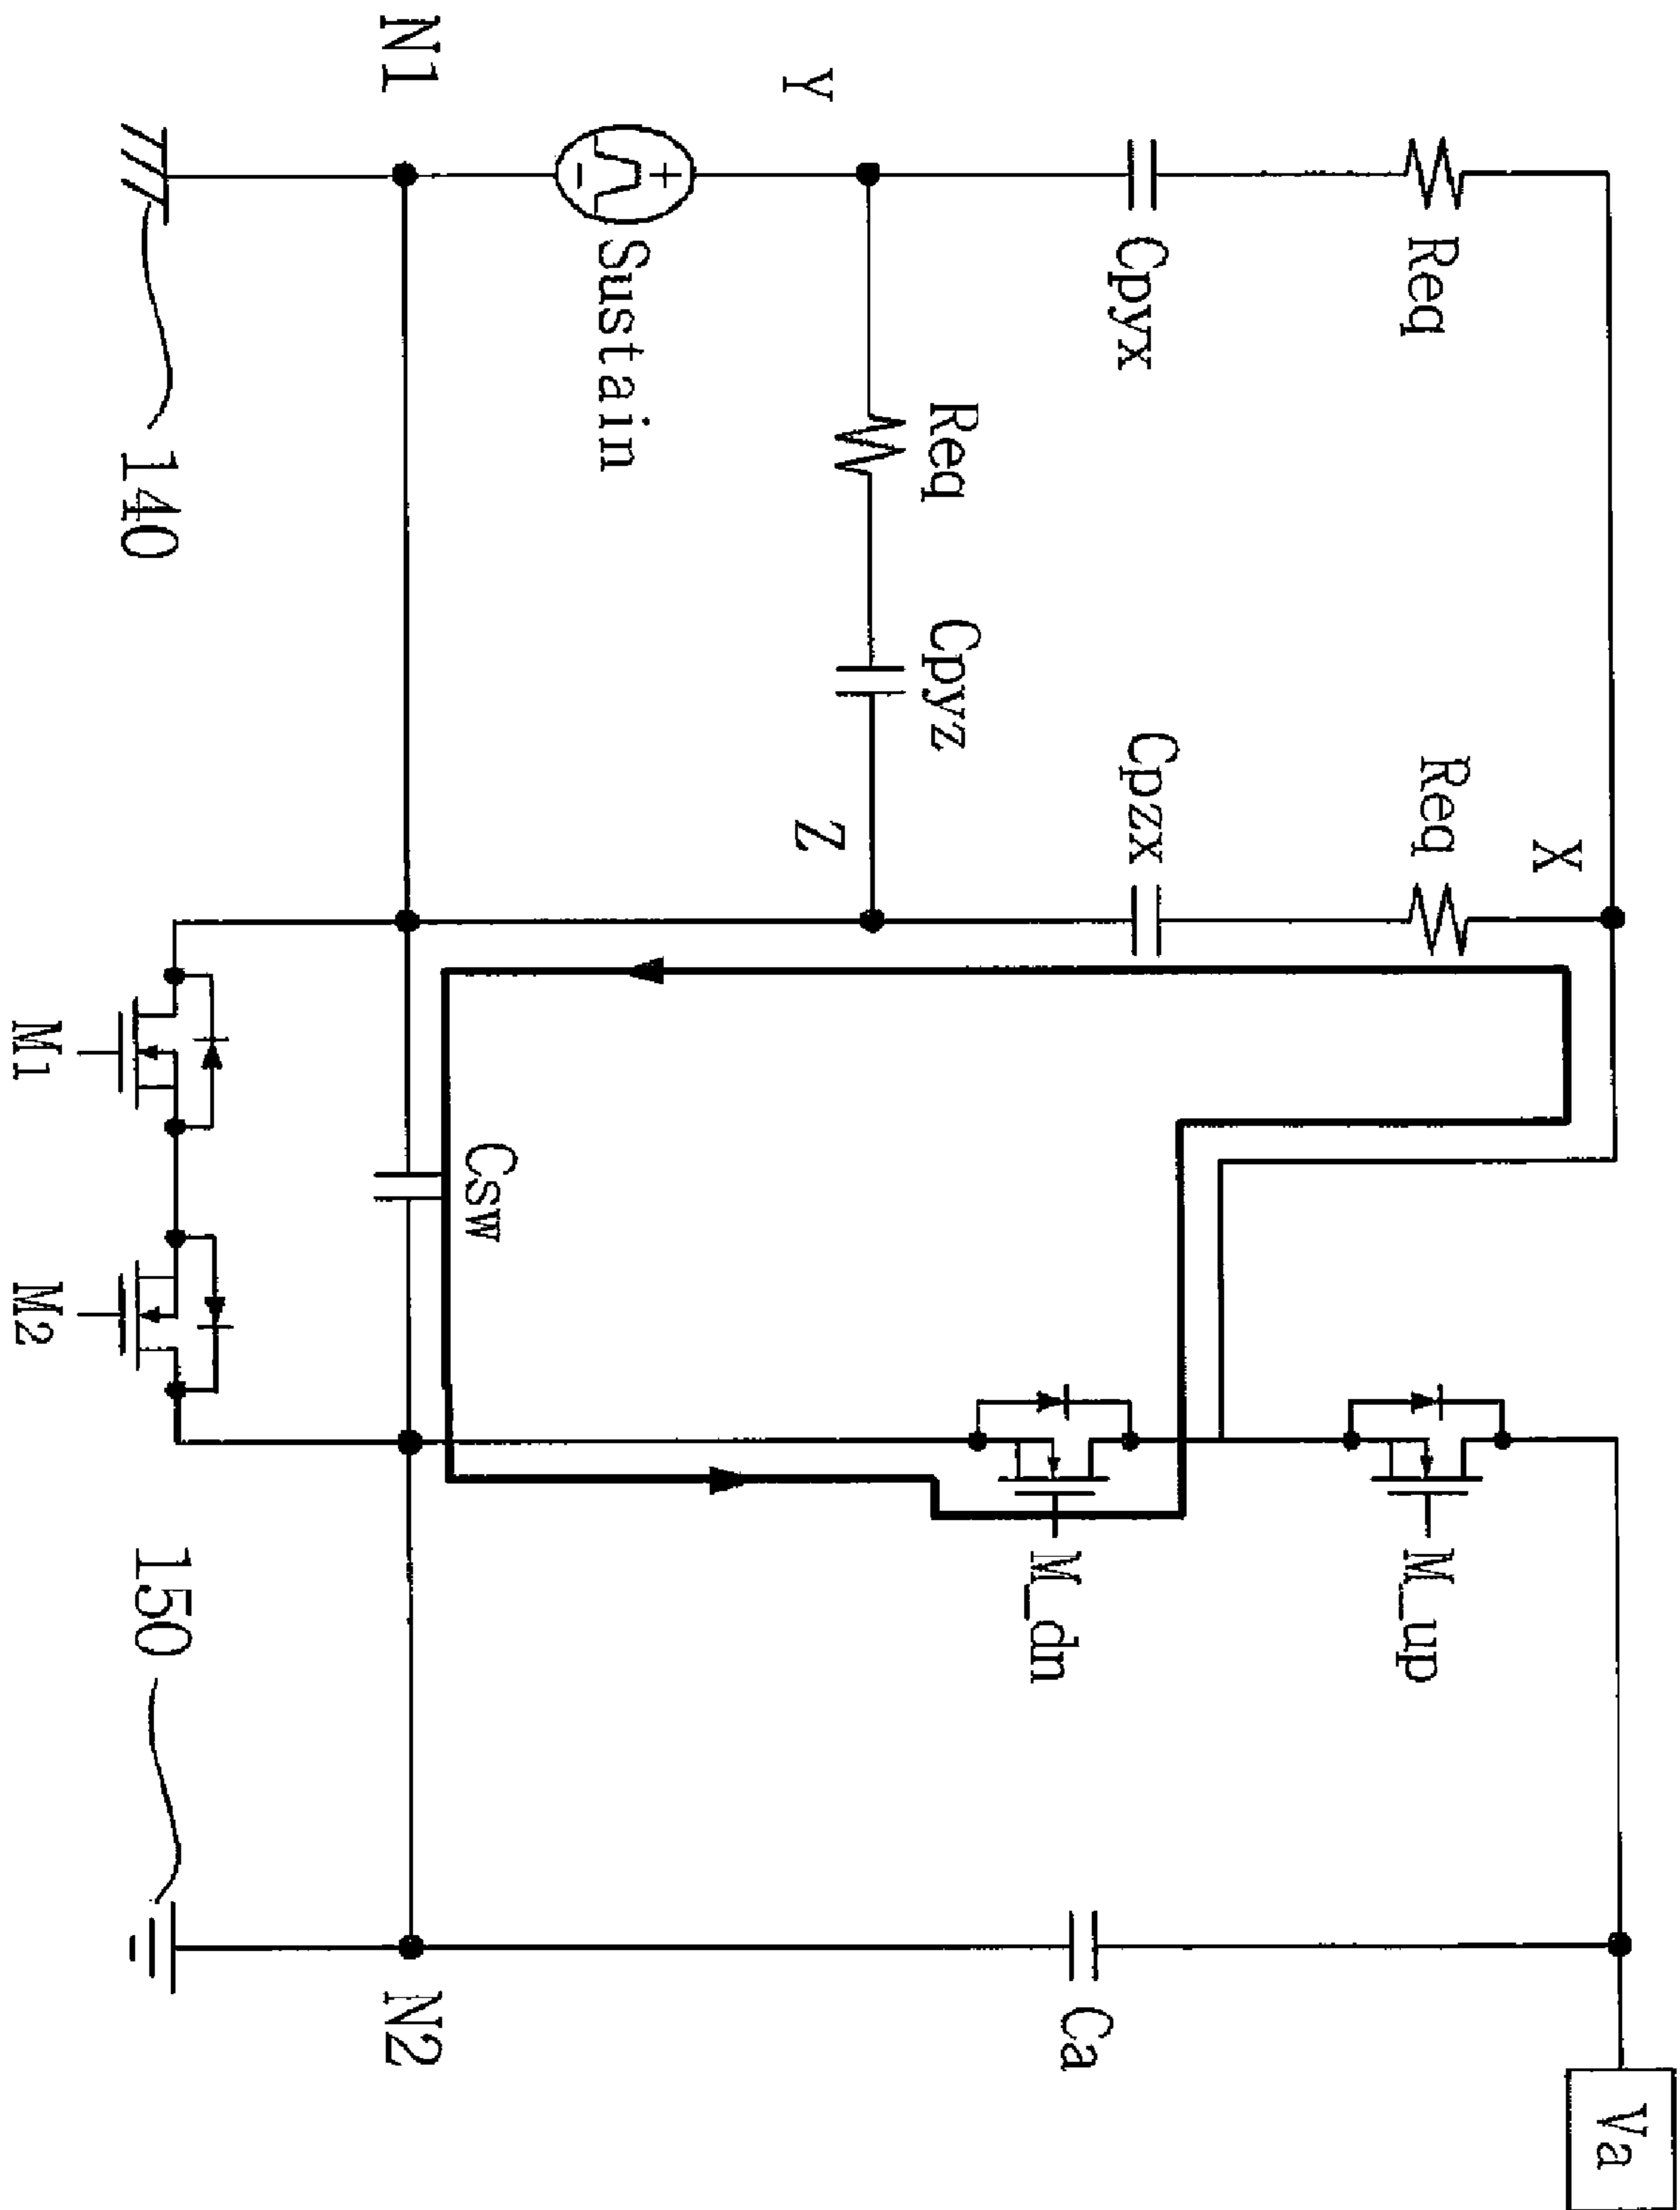 X
Va
Req
Req
M_up
Cpyx
Cpzx
M_dn
Ca
Req
Cpyz
Y
Z
+
-
Sustain
Csw
N1
N2
140
150
M1
M2